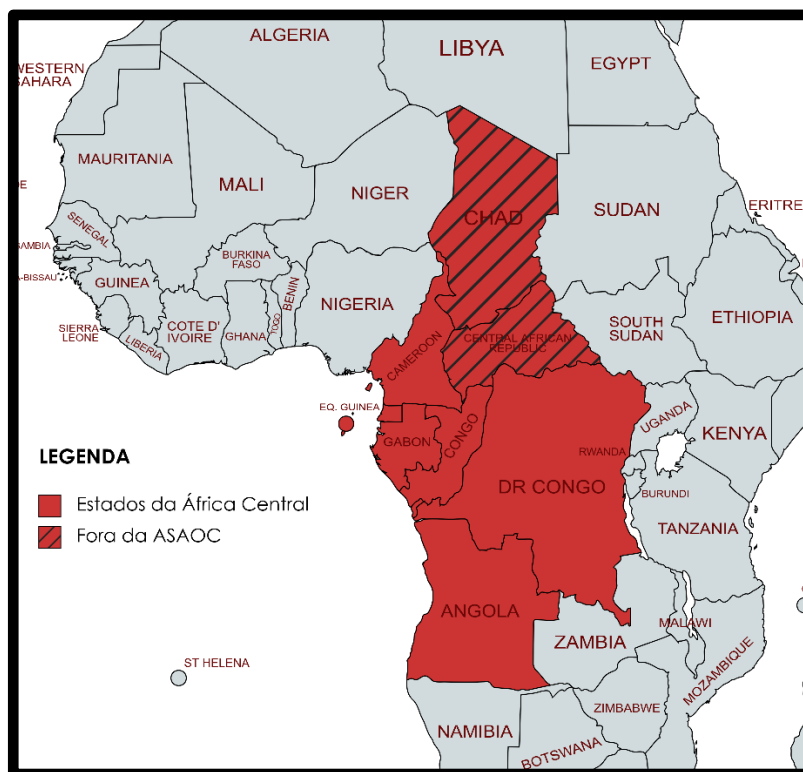 ALGERIA
LIBYA
EGYPT
WESTERN
SAHARA
MAURITANIA
MALI
NIGER
CHAD
SUDAN
ERITRE
SENEGAL
GAMBIA
A-BISSAU
GUINEA
BURKINA
FASO
BENIN
NIGERIA
SIERRA
LEONE
LIBERIA
COTE D'
IVOIRE
GHANA
TOGO
CAMEROON
CENTRAL AFRICAN
REPUBLIC
SOUTH
SUDAN
ETHIOPIA
EQ. GUINEA
GABON
CONGO
DR CONGO
UGANDA
KENYA
RWANDA
BURUNDI
TANZANIA
LEGENDA
Estados da África Central
Fora da ASAOC
ANGOLA
ZAMBIA
MALAWI
MOZAMBIQUE
ST HELENA
ZIMBABWE
NAMIBIA
BOTSWANA